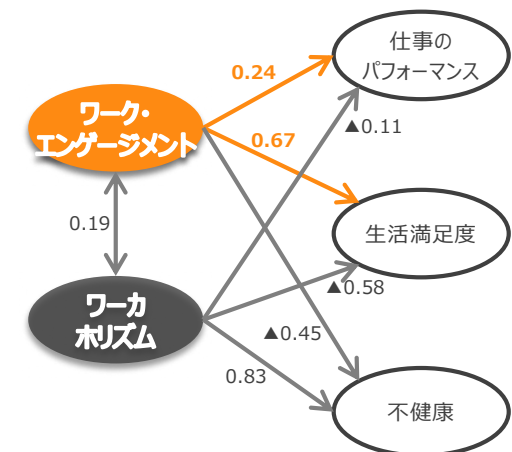 仕事の
パフォーマンス
0.24
ワーク・
エンゲージメント
▲0.11
0.67
0.19
生活満足度
▲0.58
ワーカ
ホリズム
▲0.45
0.83
不健康